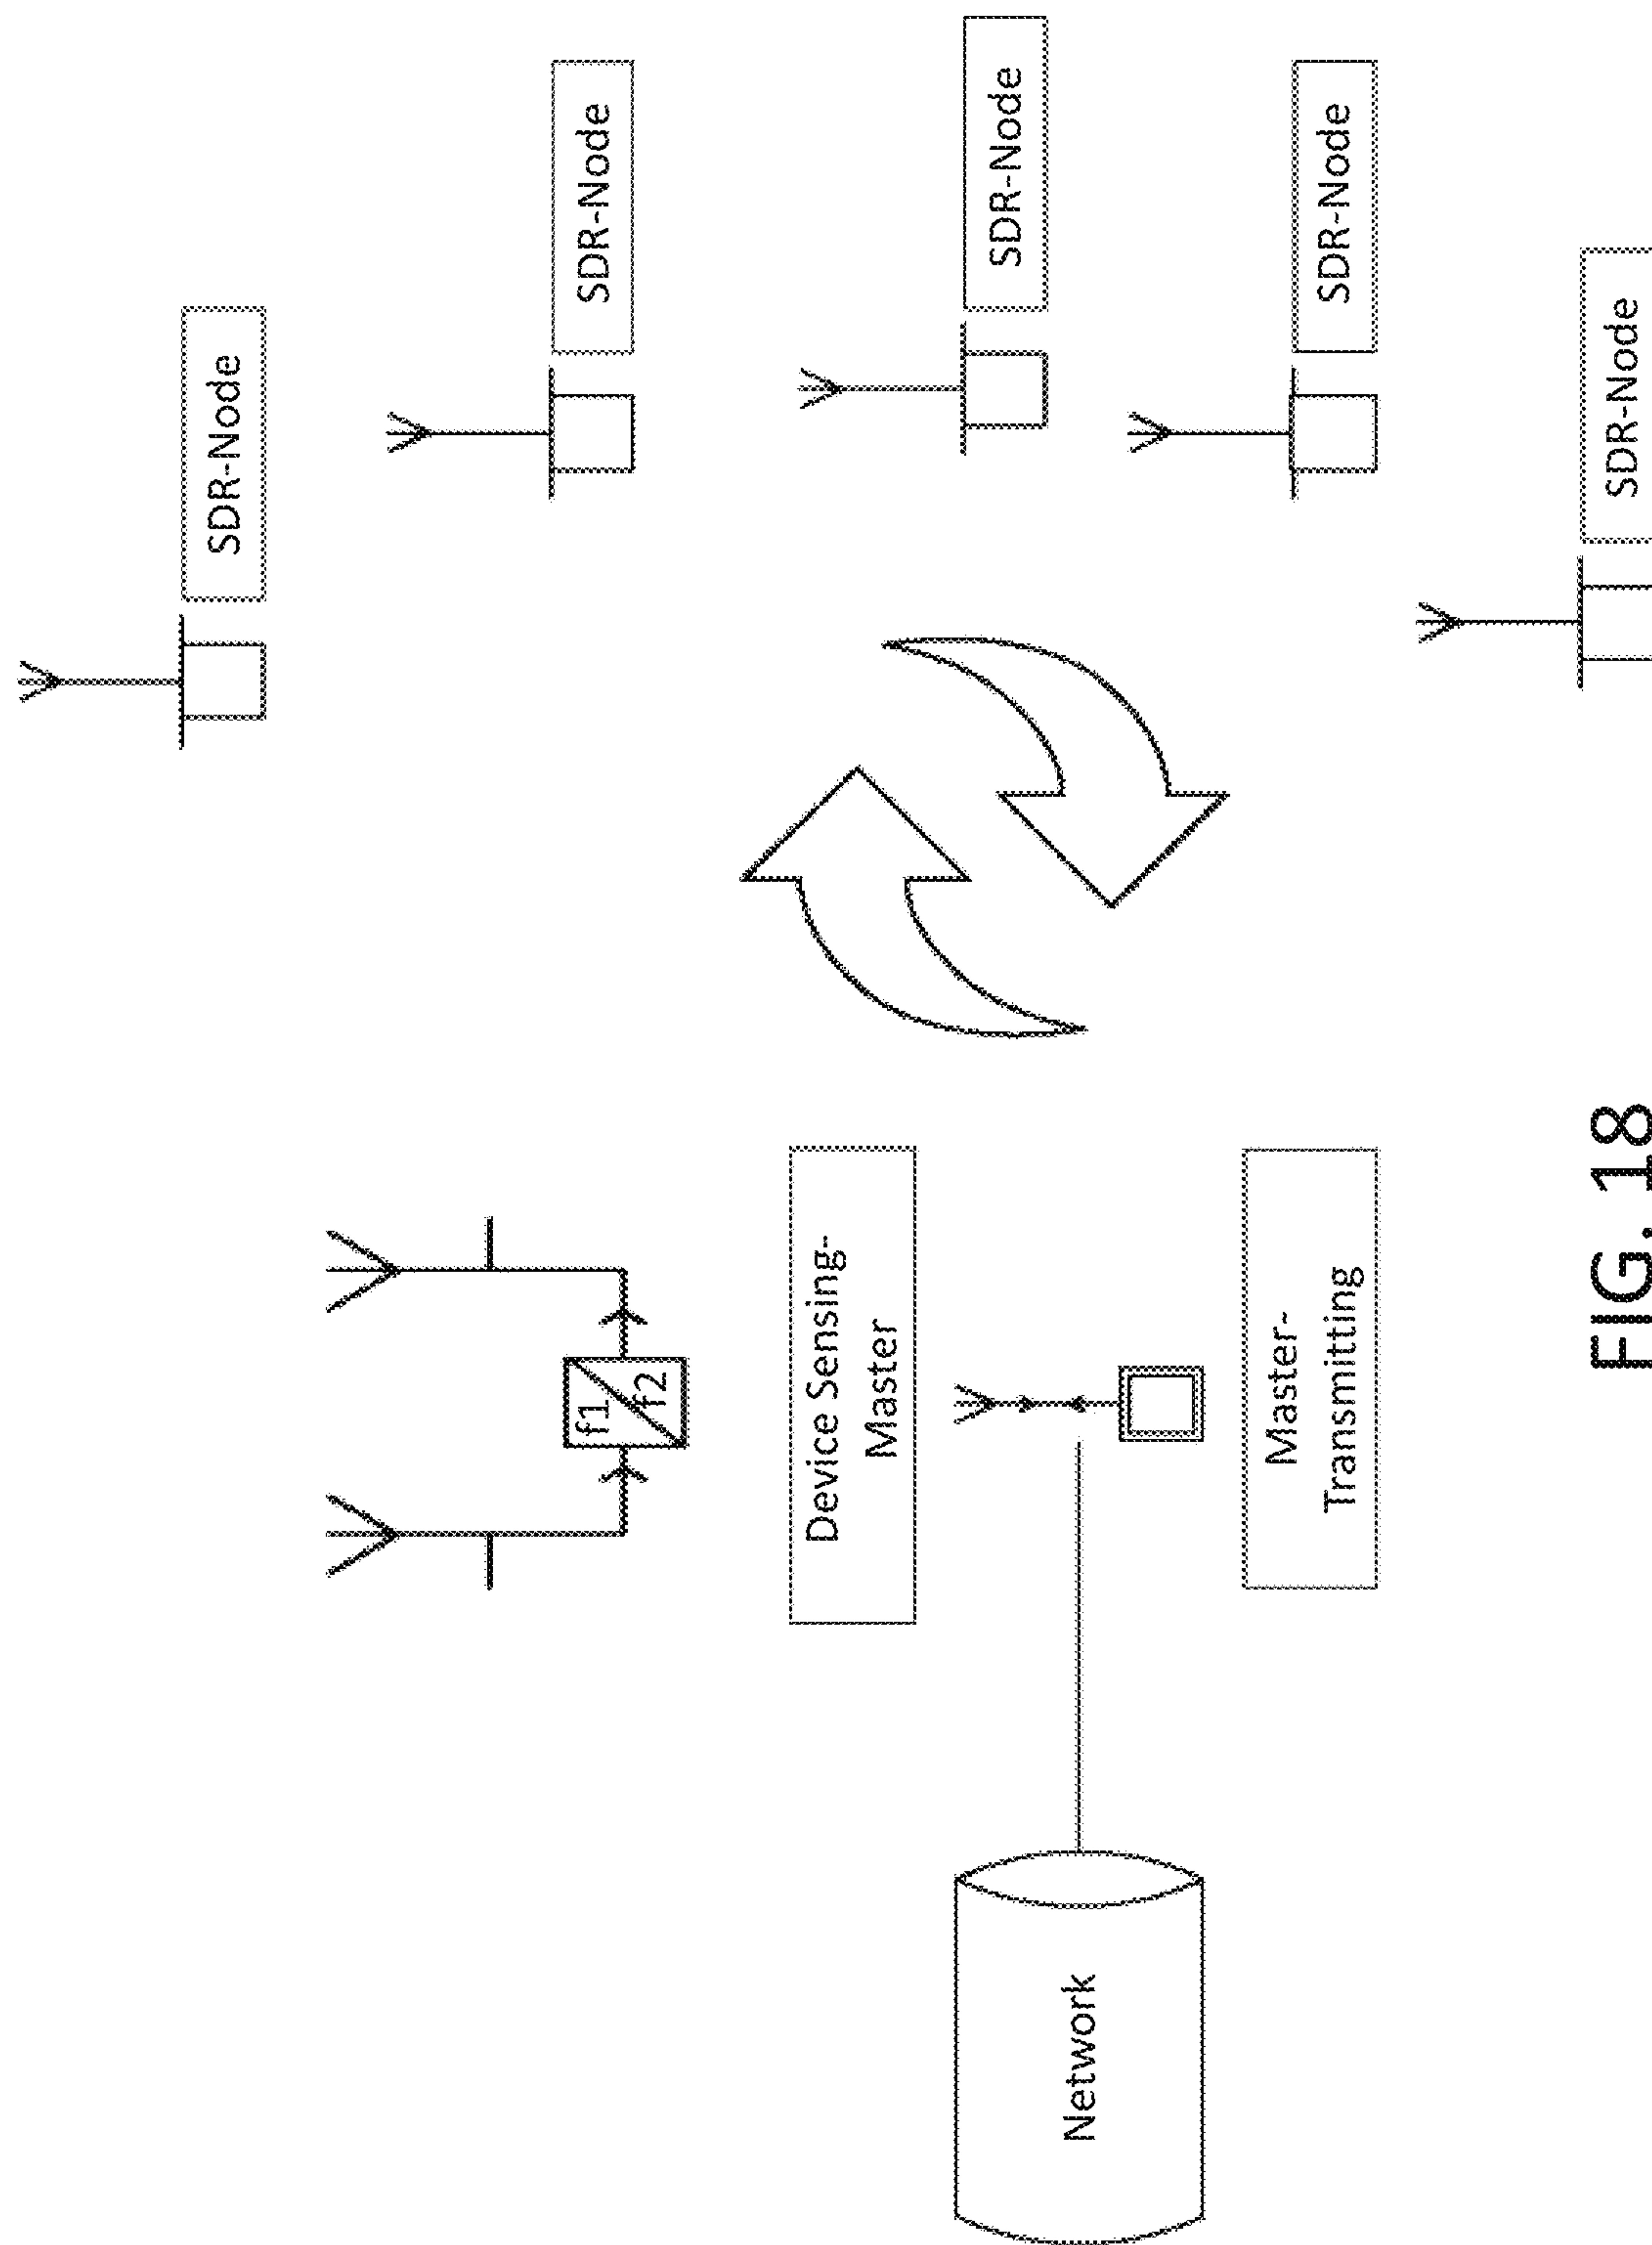 SDR-Node
SDR-Node
f1
f2
Device Sensing-
Master
SDR-Node
Network
Master-
Transmitting
SDR-Node
SDR-Node
FIG. 18